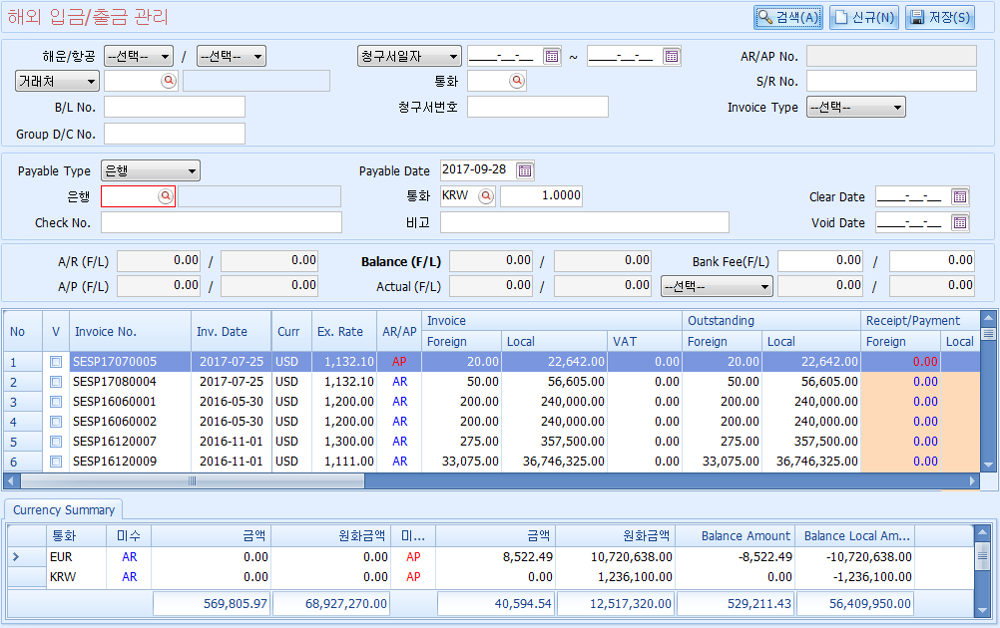 해외 입금/출금 관리 검색(A) 신규(N) 저장(S)
해운/항공 --선택-- / --선택-- 청구서일자 ____-__-__ ~ ____-__-__ AR/AP No.
거래처 통화 S/R No.
B/L No. 청구서번호 Invoice Type --선택--
Group D/C No.
Payable Type 은행 Payable Date 2017-09-28
은행 통화 KRW 1.0000 Clear Date ____-__-__
Check No. 비고 Void Date ____-__-__
A/R (F/L) 0.00 / 0.00 Balance (F/L) 0.00 / 0.00 Bank Fee(F/L) 0.00 / 0.00
A/P (F/L) 0.00 / 0.00 Actual (F/L) 0.00 / 0.00 --선택-- 0.00 / 0.00
No V Invoice No. Inv. Date Curr Ex. Rate AR/AP Invoice Outstanding Receipt/Payment
Foreign Local VAT Foreign Local Foreign Local
1 SESP17070005 2017-07-25 USD 1,132.10 AP 20.00 22,642.00 0.00 20.00 22,642.00 0.00
2 SESP17080004 2017-07-25 USD 1,132.10 AR 50.00 56,605.00 0.00 50.00 56,605.00 0.00
3 SESP16060001 2016-05-30 USD 1,200.00 AR 200.00 240,000.00 0.00 200.00 240,000.00 0.00
4 SESP16060002 2016-05-30 USD 1,200.00 AR 200.00 240,000.00 0.00 200.00 240,000.00 0.00
5 SESP16120007 2016-11-01 USD 1,300.00 AR 275.00 357,500.00 0.00 275.00 357,500.00 0.00
6 SESP16120009 2016-11-01 USD 1,111.00 AR 33,075.00 36,746,325.00 0.00 33,075.00 36,746,325.00 0.00
Currency Summary
통화 미수 금액 원화금액 미... 금액 원화금액 Balance Amount Balance Local Am...
EUR AR 0.00 0.00 AP 8,522.49 10,720,638.00 -8,522.49 -10,720,638.00
KRW AR 0.00 0.00 AP 0.00 1,236,100.00 0.00 -1,236,100.00
569,805.97 68,927,270.00 40,594.54 12,517,320.00 529,211.43 56,409,950.00